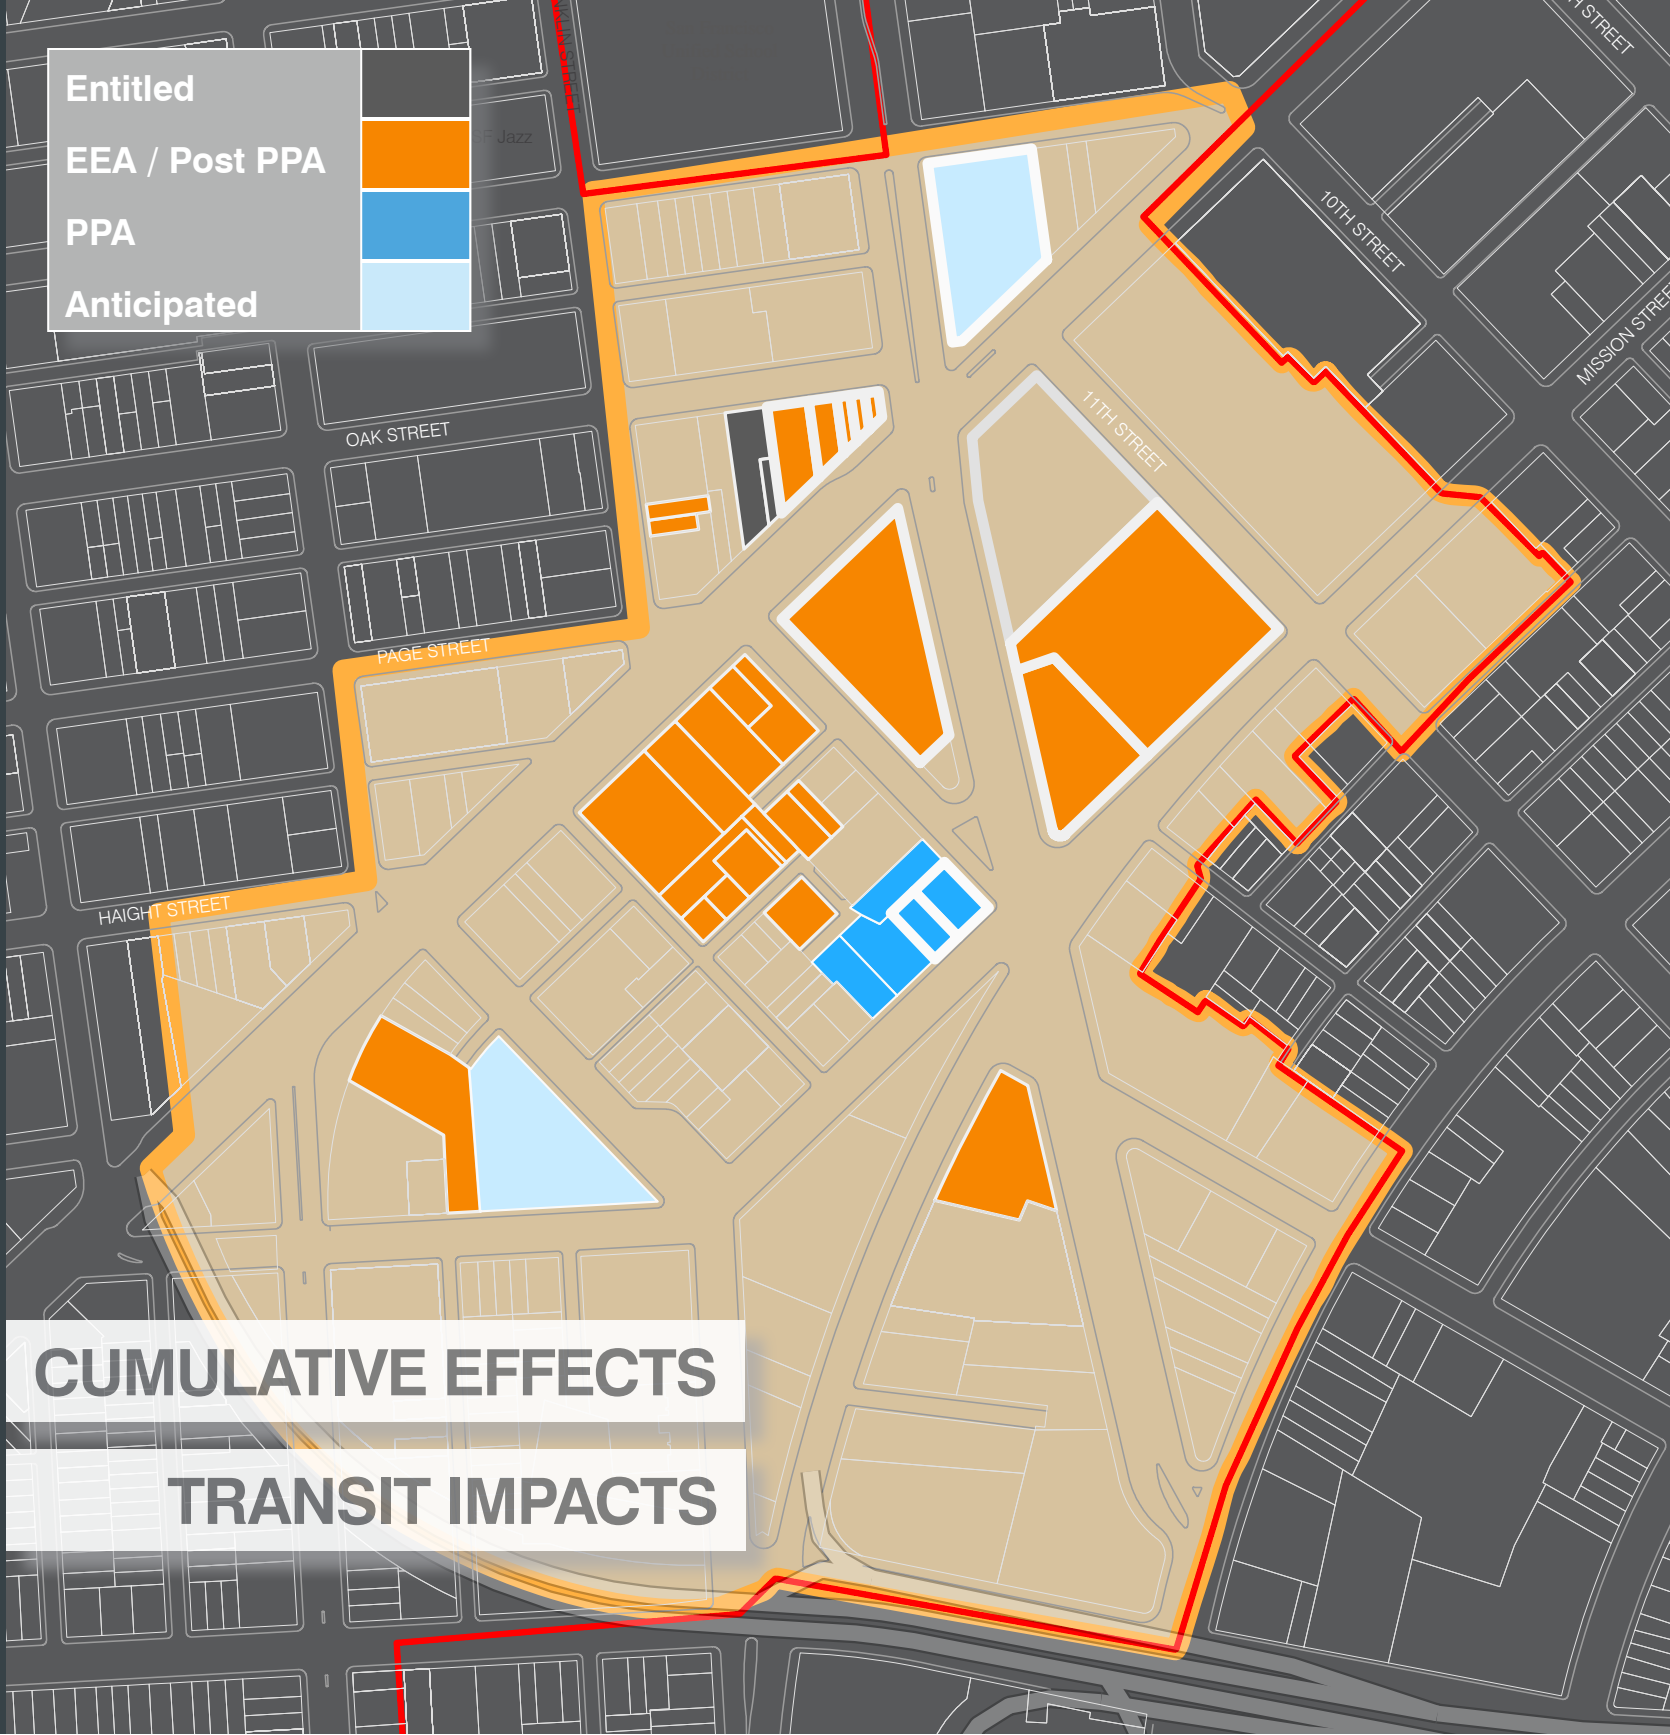 Entitled
EEA / Post PPA
PPA
Anticipated
SF Jazz
10TH STREET
MISSION STREET
11TH STREET
OAK STREET
PAGE STREET
HAIGHT STREET
CUMULATIVE EFFECTS
TRANSIT IMPACTS